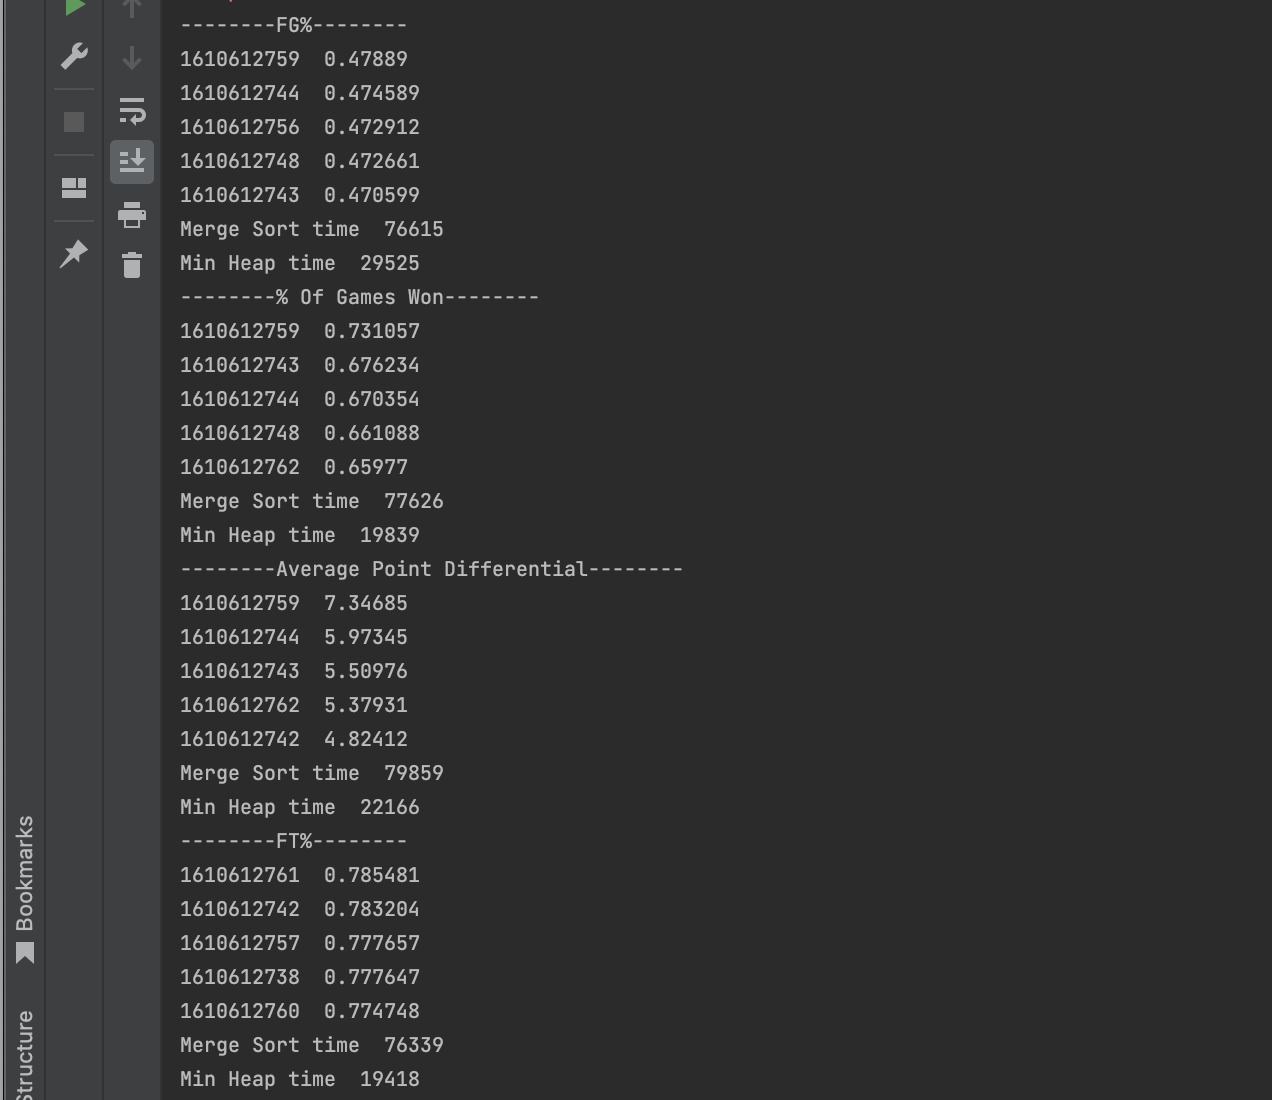 --------FG%--------
1610612759  0.47889
1610612744  0.474589
1610612756  0.472912
1610612748  0.472661
1610612743  0.470599
Merge Sort time  76615
Min Heap time  29525
--------% Of Games Won--------
1610612759  0.731057
1610612743  0.676234
1610612744  0.670354
1610612748  0.661088
1610612762  0.65977
Merge Sort time  77626
Min Heap time  19839
--------Average Point Differential--------
1610612759  7.34685
1610612744  5.97345
1610612743  5.50976
1610612762  5.37931
1610612742  4.82412
Merge Sort time  79859
Min Heap time  22166
--------FT%--------
1610612761  0.785481
1610612742  0.783204
1610612757  0.777657
1610612738  0.777647
1610612760  0.774748
Merge Sort time  76339
Min Heap time  19418
Bookmarks
Structure